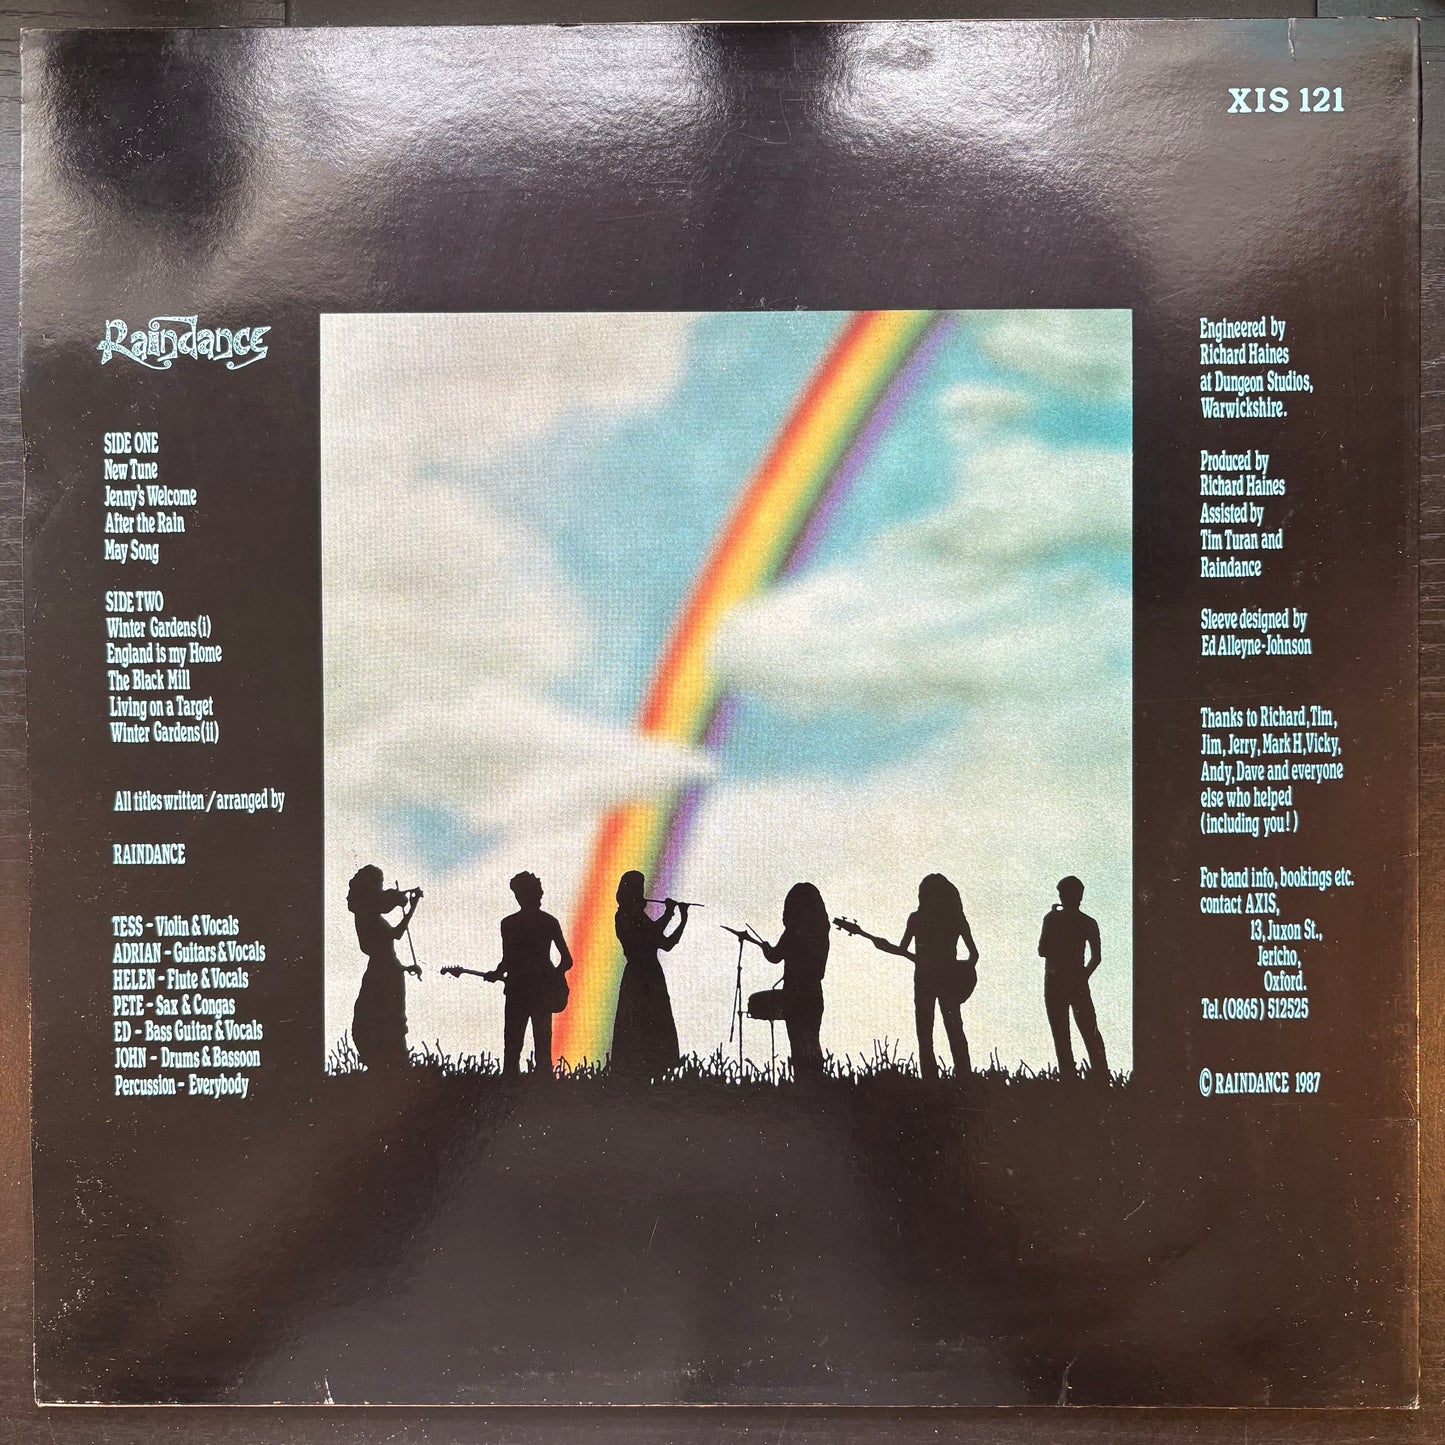 XIS 121
Raindance
SIDE ONE
New Tune
Jenny's Welcome
After the Rain
May Song
SIDE TWO
Winter Gardens (i)
England is my Home
The Black Mill
Living on a Target
Winter Gardens (ii)
All titles written / arranged by
RAINDANCE
TESS - Violin & Vocals
ADRIAN - Guitars & Vocals
HELEN - Flute & Vocals
PETE - Sax & Congas
ED - Bass Guitar & Vocals
JOHN - Drums & Bassoon
Percussion - Everybody
Engineered by
Richard Haines
at Dungeon Studios,
Warwickshire.
Produced by
Richard Haines
Assisted by
Tim Turan and
Raindance
Sleeve designed by
Ed Alleyne-Johnson
Thanks to Richard, Tim,
Jim, Jerry, Mark H, Vicky,
Andy, Dave and everyone
else who helped
(including you!)
For band info, bookings etc.
contact AXIS,
13, Juxon St.,
Jericho,
Oxford.
Tel. (0865) 512525
© RAINDANCE 1987